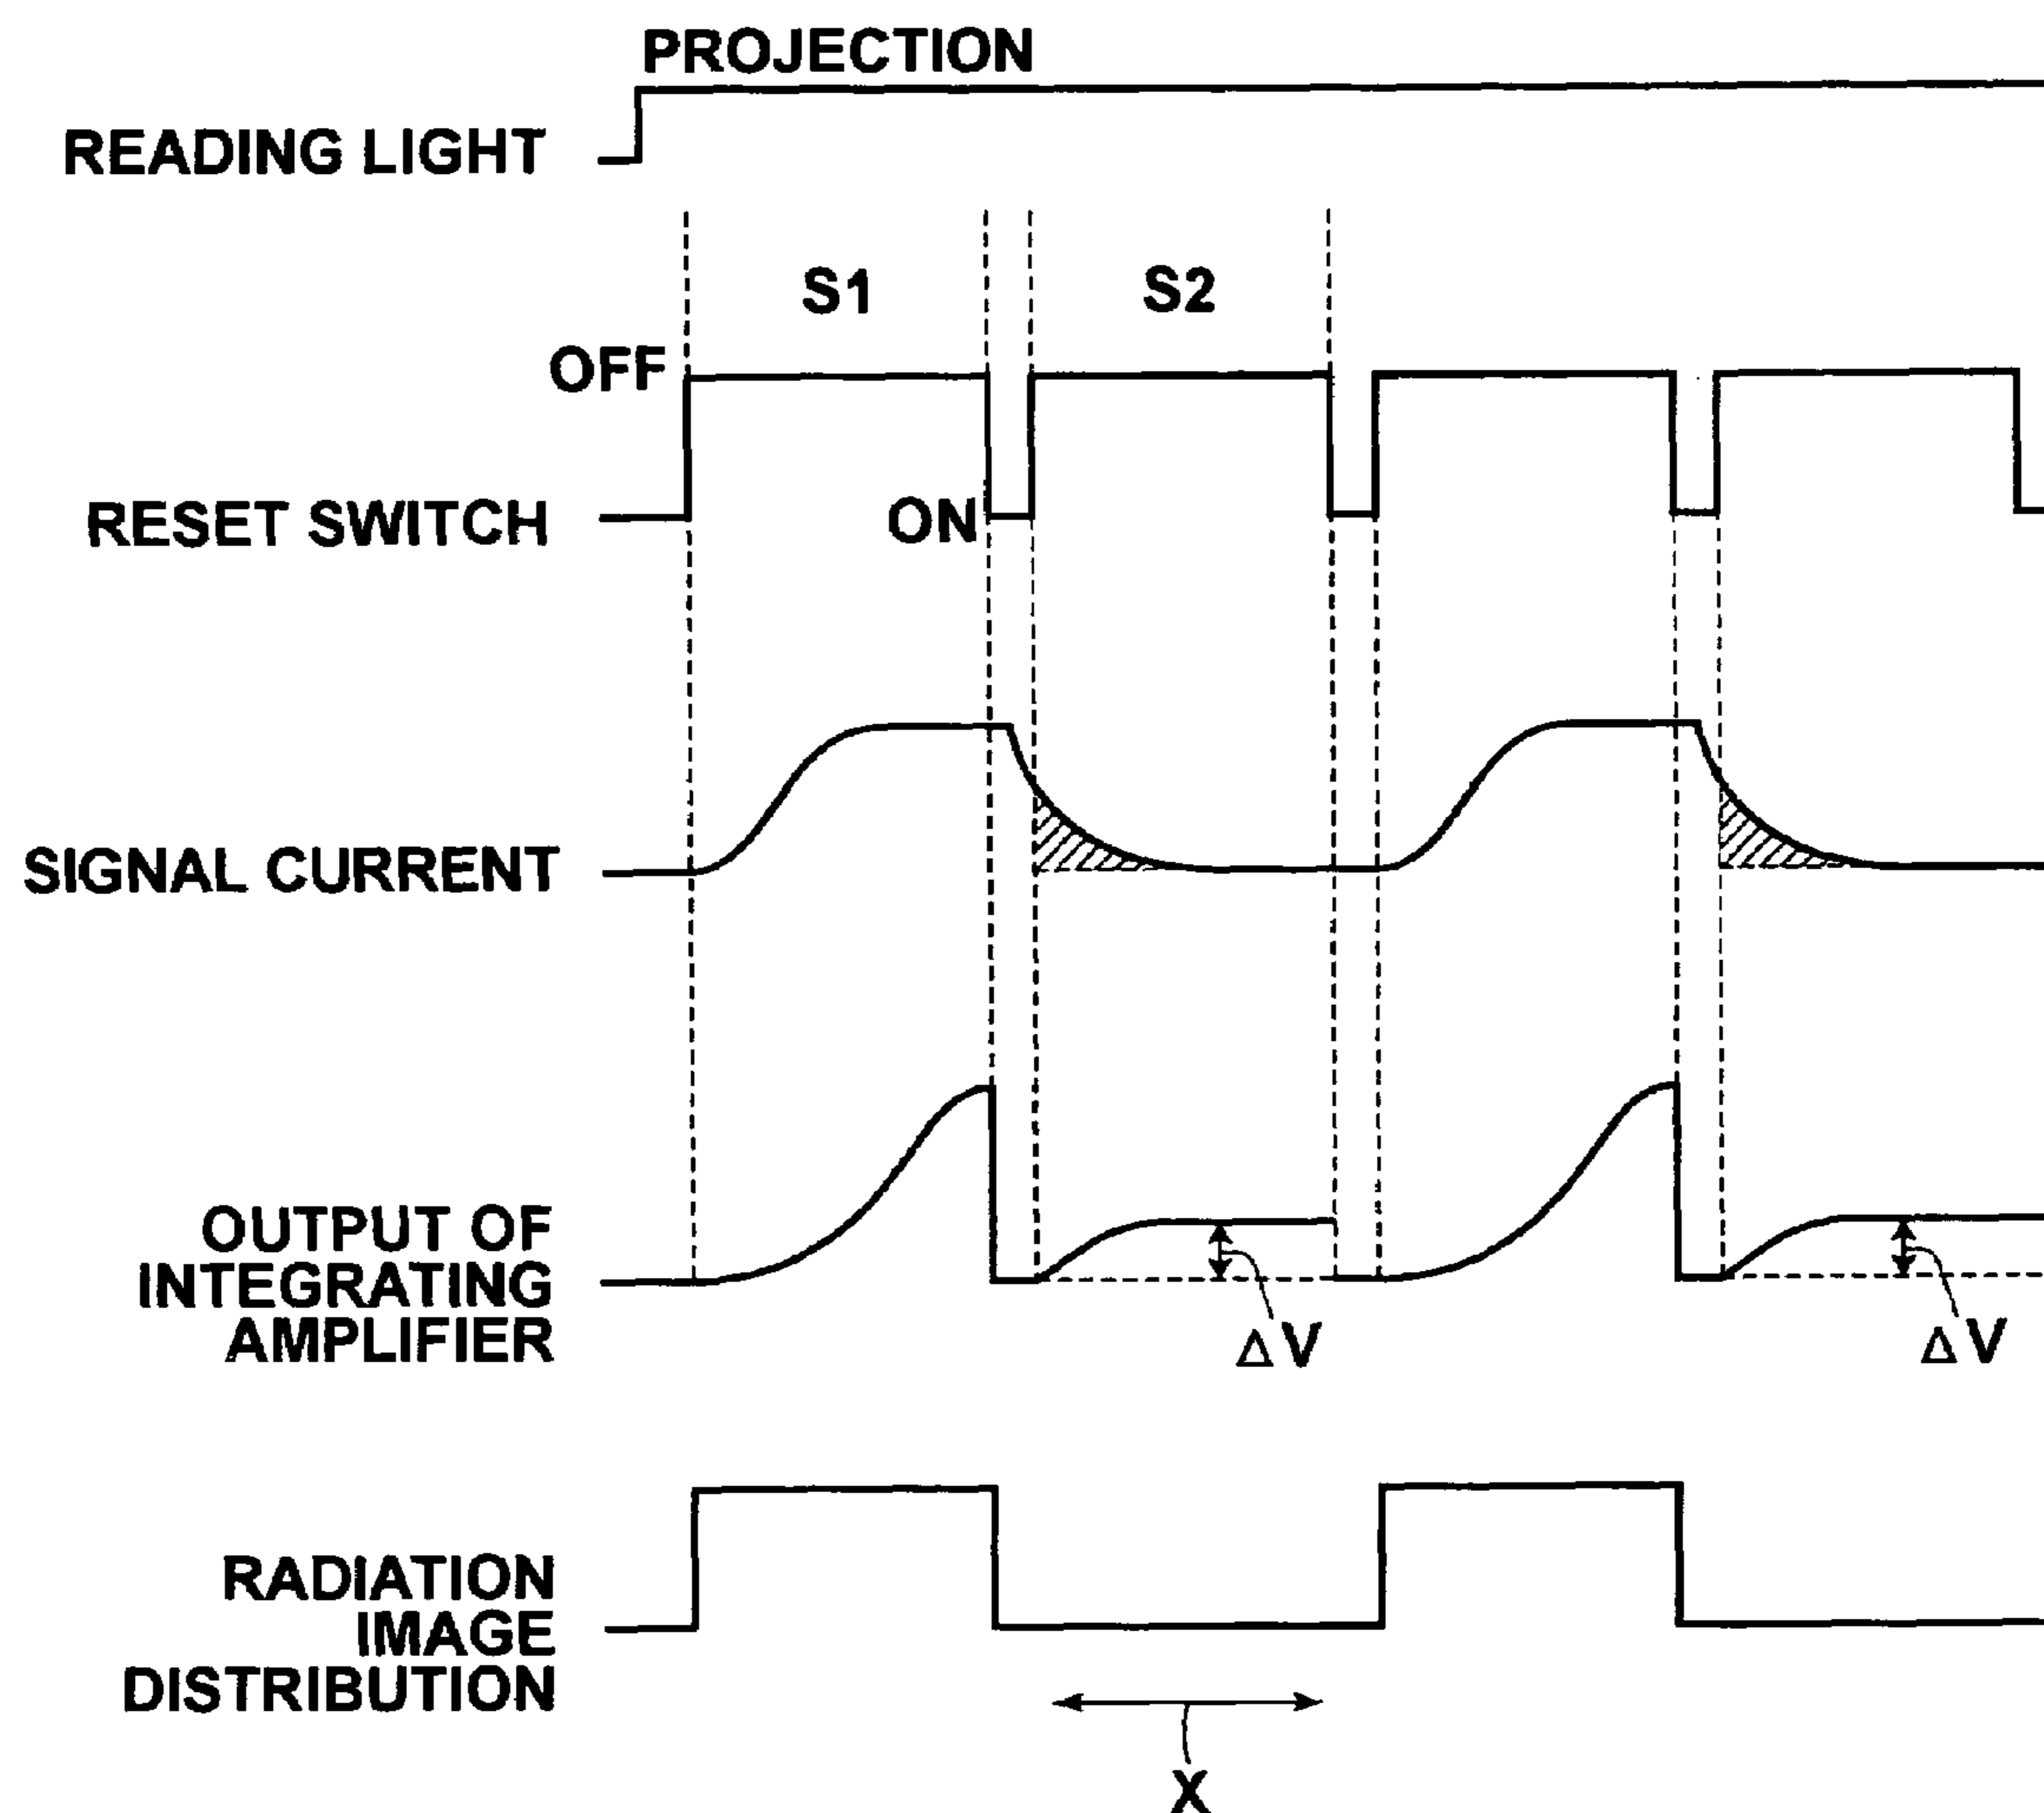 PROJECTION
READING LIGHT
S1
S2
OFF
RESET SWITCH
ON
SIGNAL CURRENT
OUTPUT OF
INTEGRATING
AMPLIFIER
ΔV
ΔV
RADIATION
IMAGE
DISTRIBUTION
X